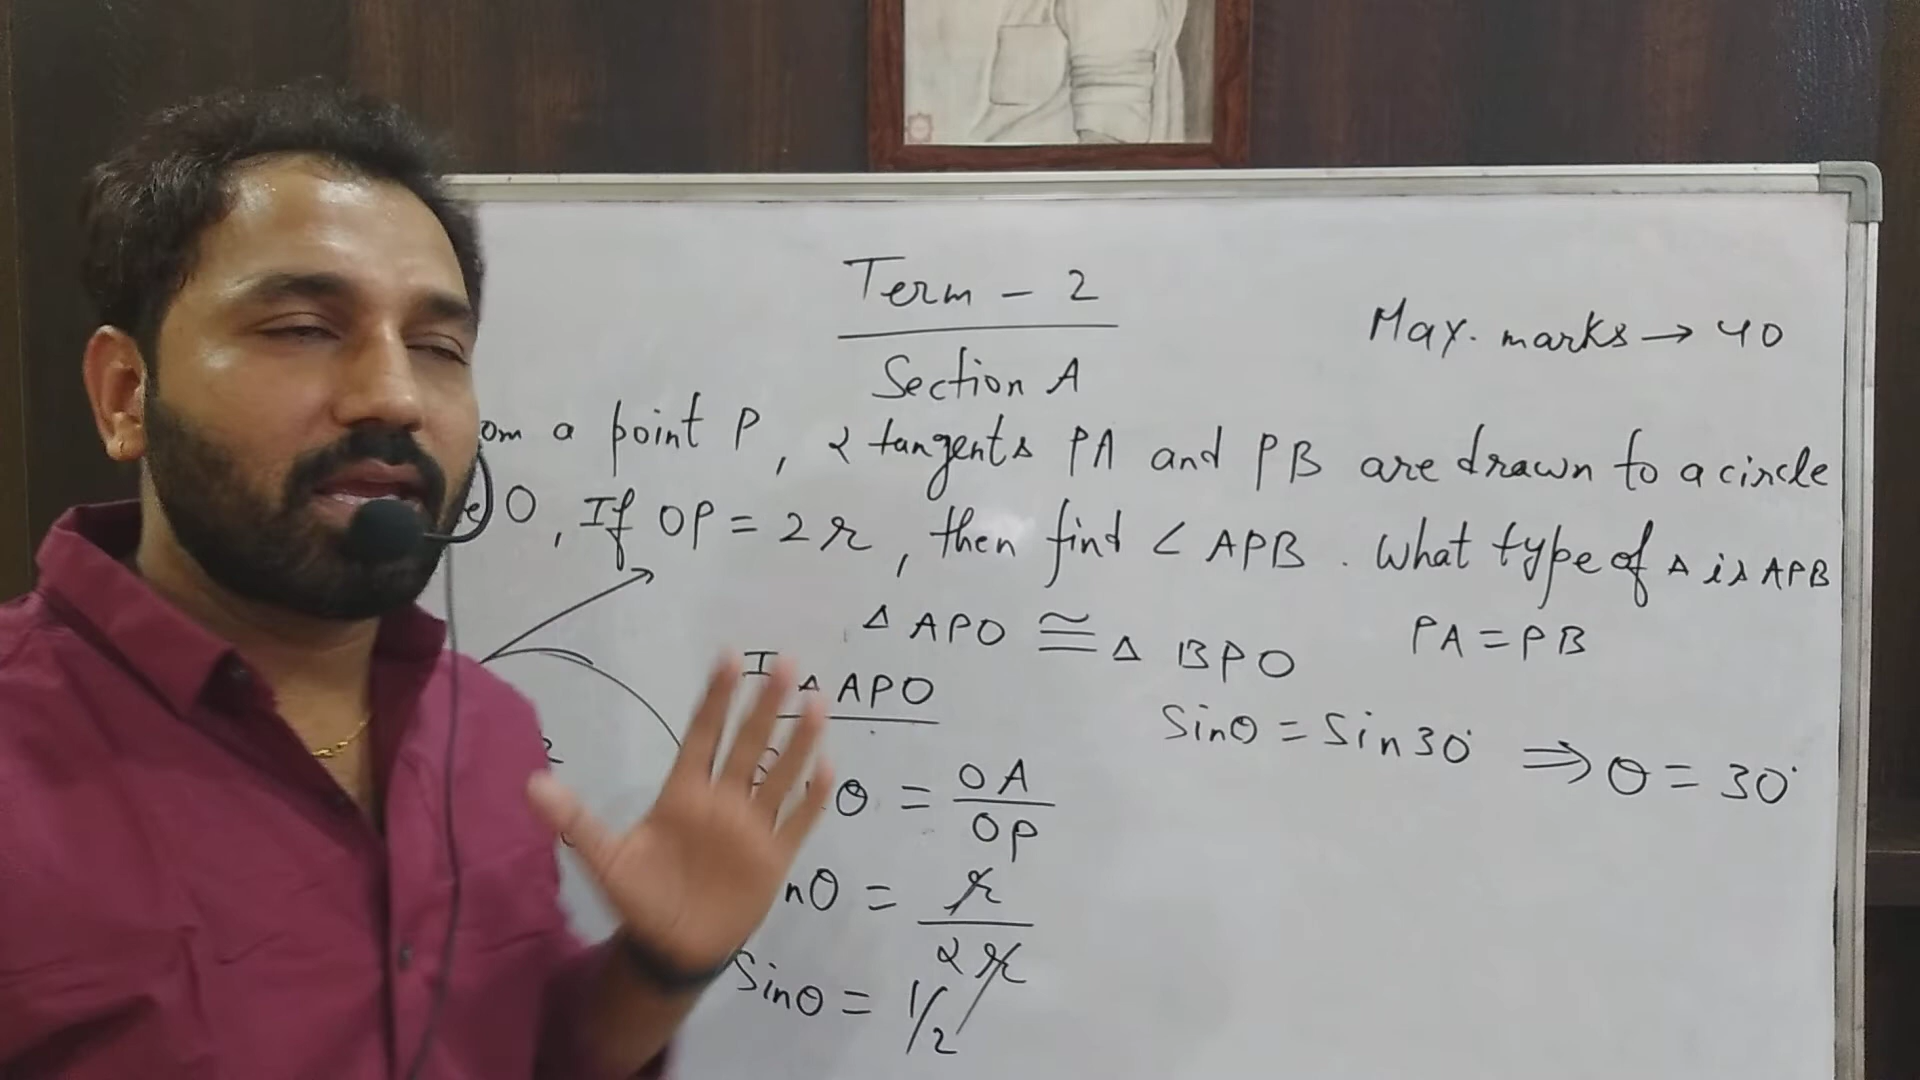 Term - 2
Section A
Max. marks → 40
om a point P, 2 tangents PA and PB are drawn to a circle
O, If OP = 2r, then find ∠ APB. What type of Δ is APB
Δ APO ≅ Δ BPO
PA = PB
I Δ APO
Sinθ = Sin30° ⇒ θ = 30°
θ = OA/OP
nθ = r/2r
Sinθ = 1/2